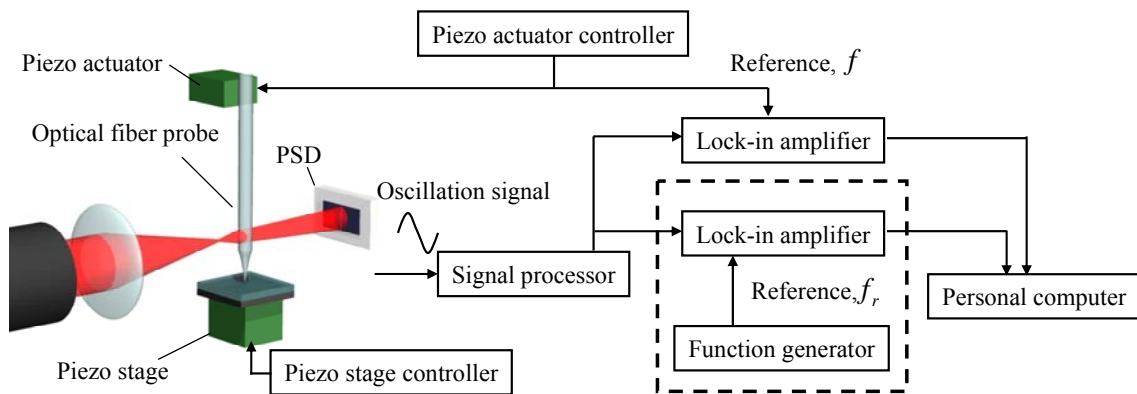 Piezo actuator controller
Piezo actuator
Reference, f
Optical fiber probe
Lock-in amplifier
PSD
Oscillation signal
Lock-in amplifier
Signal processor
Reference, f_r
Personal computer
Function generator
Piezo stage
Piezo stage controller